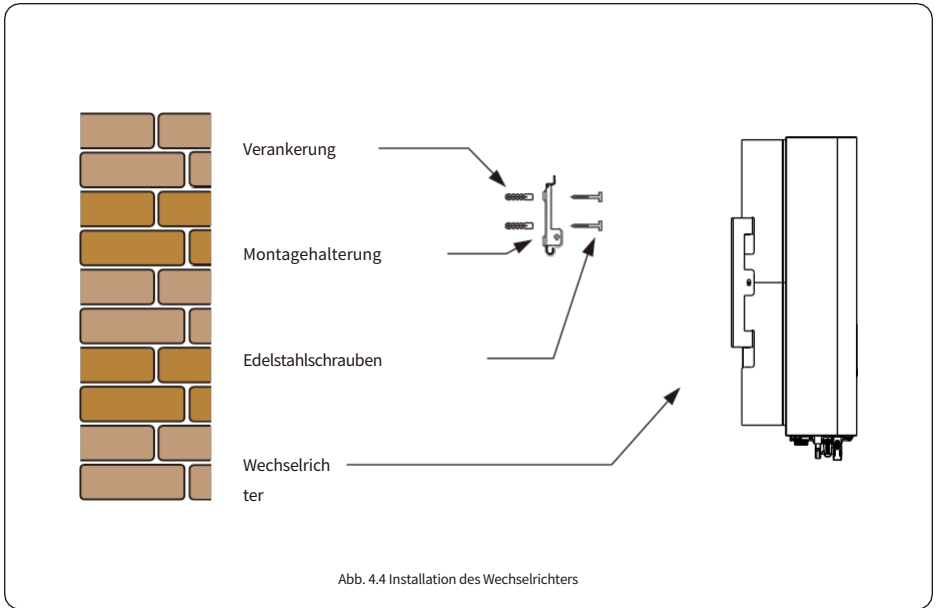 Verankerung
Montagehalterung
Edelstahlschrauben
Wechselrich
ter
Abb. 4.4 Installation des Wechselrichters